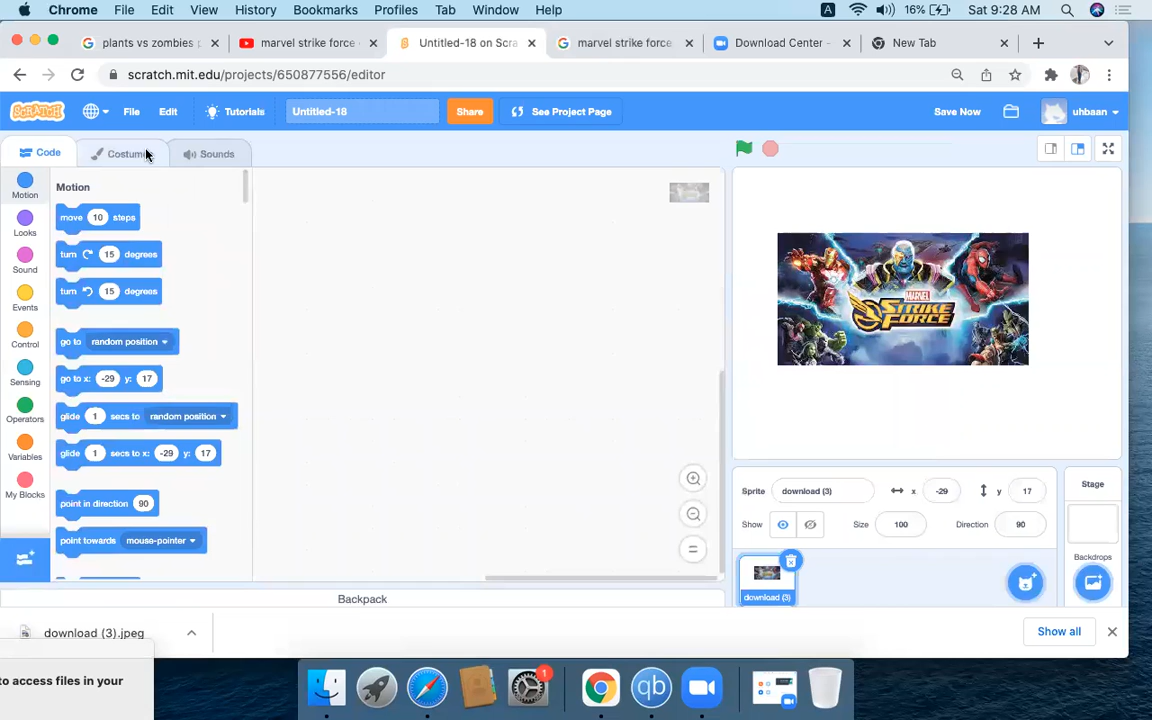 Chrome File Edit View History Bookmarks Profiles Tab Window Help A 16% Sat 9:28 AM
plants vs zombies marvel strike force Untitled-18 on Scra marvel strike force Download Center - New Tab
scratch.mit.edu/projects/650877556/editor
SCRATCH File Edit Tutorials Untitled-18 Share See Project Page Save Now uhbaan
Code Costum Sounds
Motion
Looks
Sound
Events
Control
Sensing
Operators
Variables
My Blocks
Motion
move 10 steps
turn 15 degrees
turn 15 degrees
go to random position
go to x: -29 y: 17
glide 1 secs to random position
glide 1 secs to x: -29 y: 17
point in direction 90
point towards mouse-pointer
MARVEL
STRIKE
FORCE
Sprite download (3) x -29 y 17
Show Size 100 Direction 90
download (3)
Stage
Backdrops
Backpack
download (3).jpeg
Show all
to access files in your
1
qb